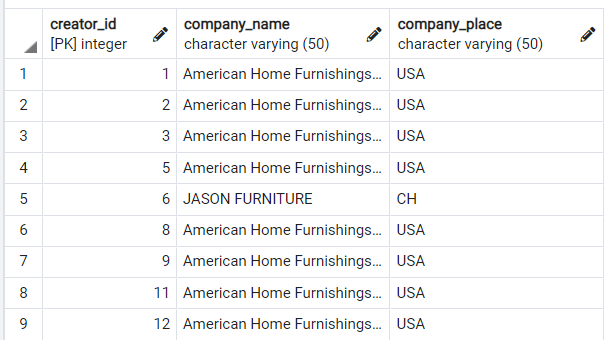 creator_id company_name company_place
[PK] integer character varying (50) character varying (50)
1 1 American Home Furnishings... USA
2 2 American Home Furnishings... USA
3 3 American Home Furnishings... USA
4 5 American Home Furnishings... USA
5 6 JASON FURNITURE CH
6 8 American Home Furnishings... USA
7 9 American Home Furnishings... USA
8 11 American Home Furnishings... USA
9 12 American Home Furnishings... USA